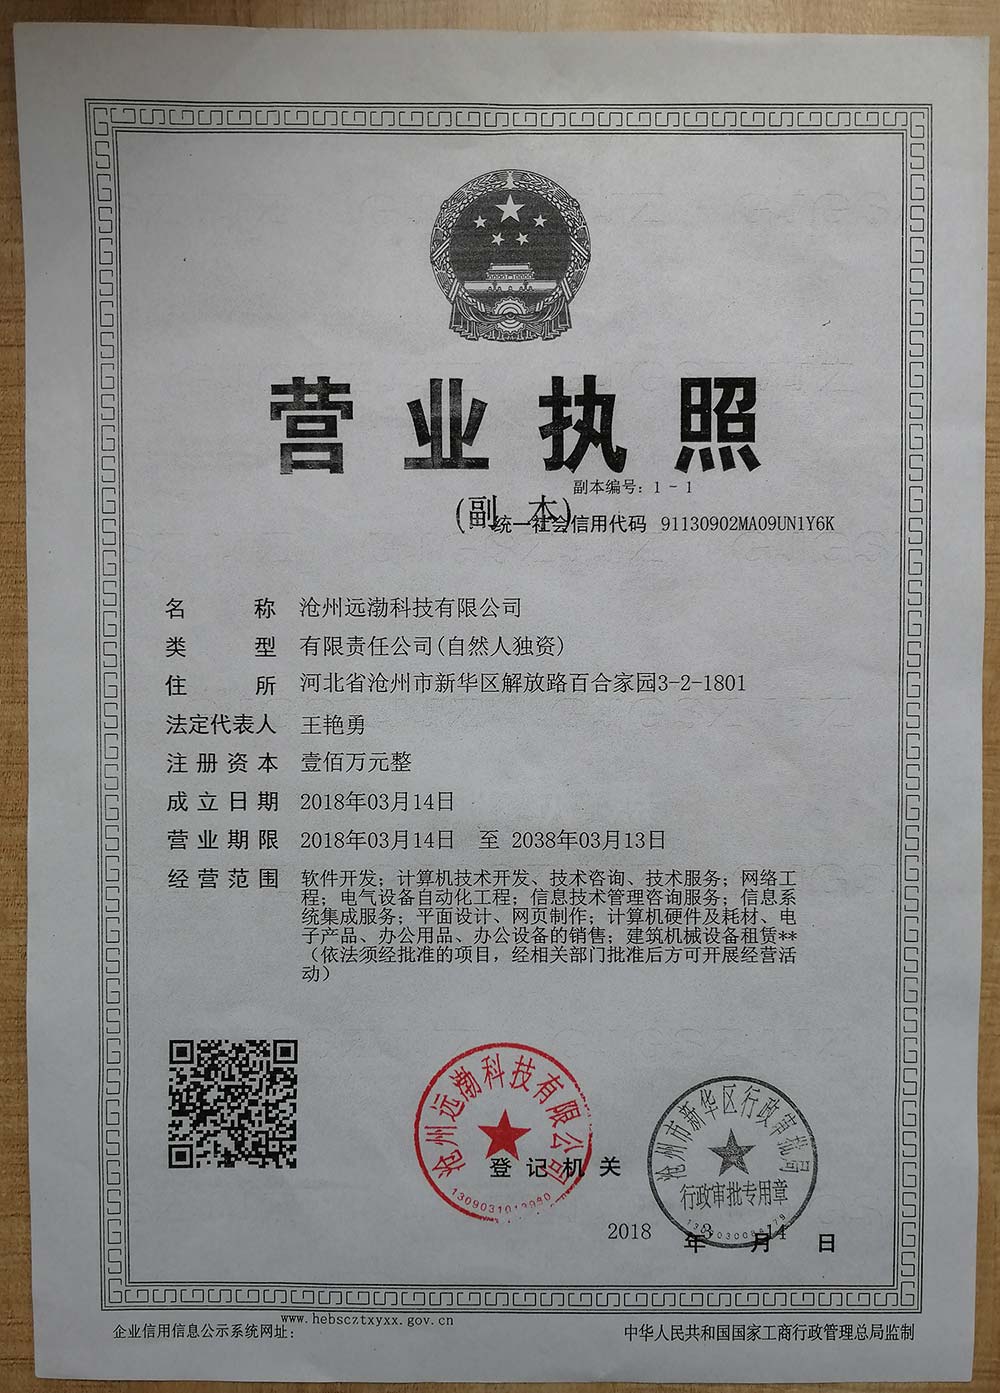 营业执照
副本编号：1－1
(副 本)
统一社会信用代码 91130902MA09UN1Y6K
名 称 沧州远渤科技有限公司
类 型 有限责任公司(自然人独资)
住 所 河北省沧州市新华区解放路百合家园3-2-1801
法定代表人 王艳勇
注册资本 壹佰万元整
成立日期 2018年03月14日
营业期限 2018年03月14日 至 2038年03月13日
经营范围 软件开发；计算机技术开发、技术咨询、技术服务；网络工
程；电气设备自动化工程；信息技术管理咨询服务；信息系
统集成服务；平面设计、网页制作；计算机硬件及耗材、电
子产品、办公用品、办公设备的销售；建筑机械设备租赁**
（依法须经批准的项目，经相关部门批准后方可开展经营活
动）
沧州远渤科技有限公司
登记机关
沧州市新华区行政审批局
行政审批专用章
2018 年 3 月 14 日
www.hebscztxyxx.gov.cn
企业信用信息公示系统网址：
中华人民共和国国家工商行政管理总局监制